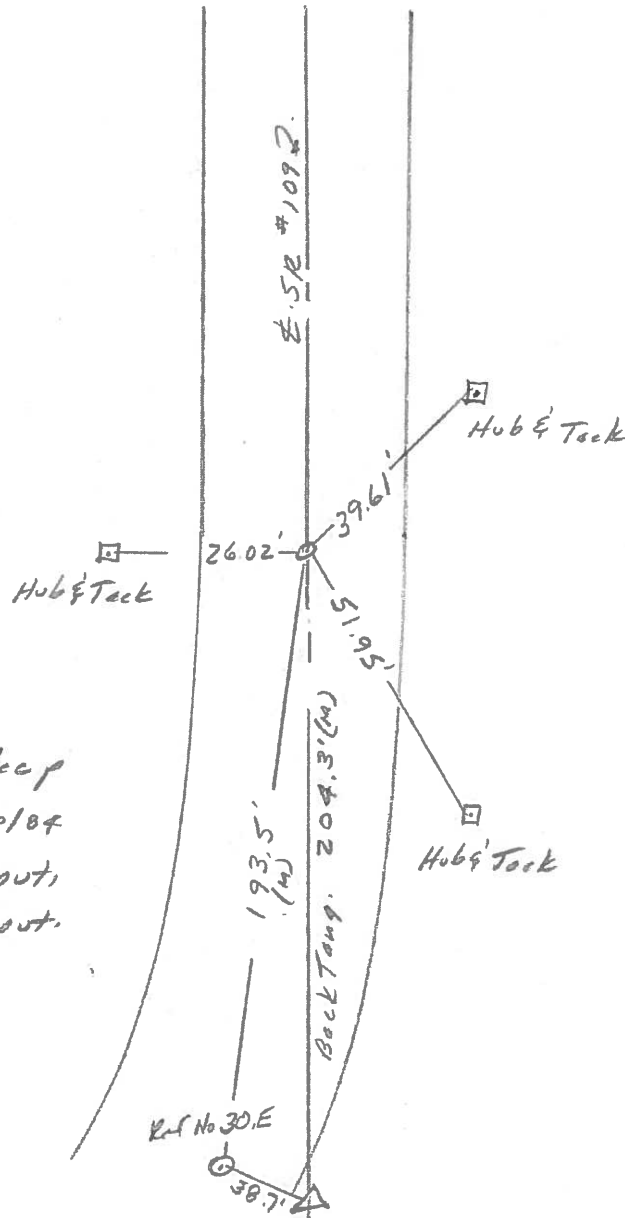 ℄ SR #1092
Hub & Tack
39.61'
26.02'
Hub & Tack
51.95'
Hub & Tack
193.5'
(M)
Back Tang. 204.3'(M)
Ref No 30.E
38.7'